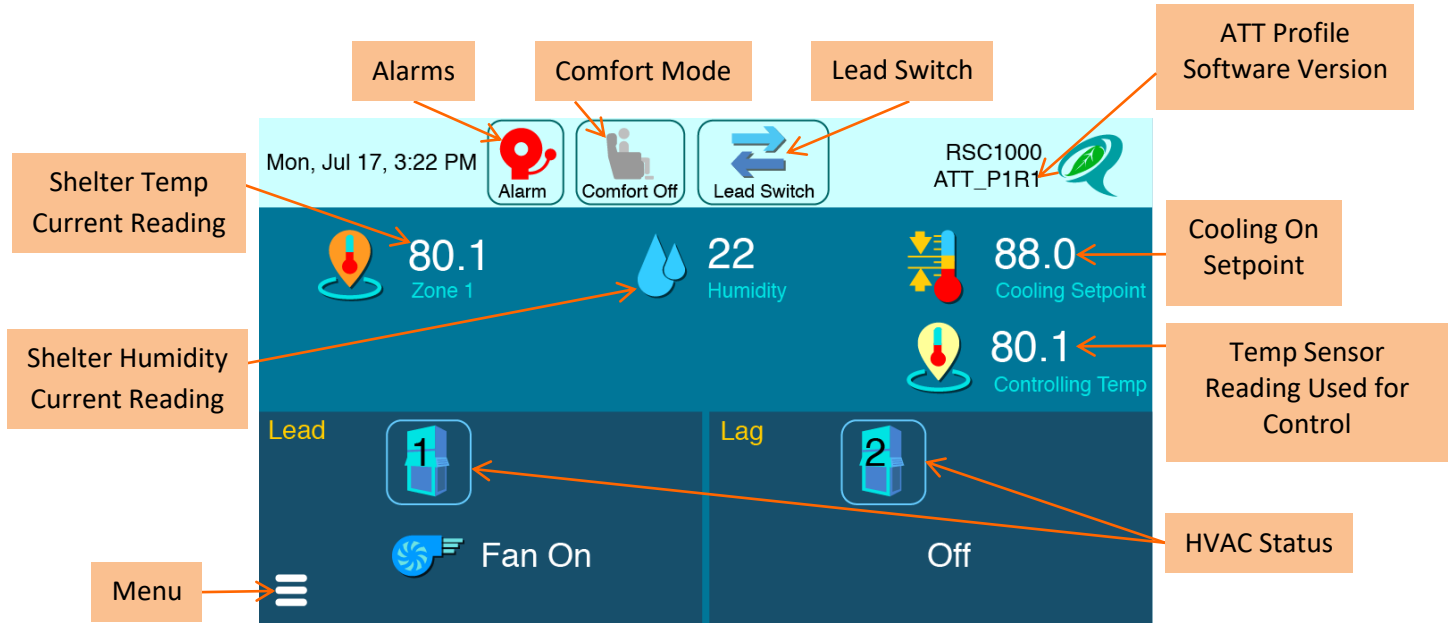 ATT Profile
Software Version
Alarms
Comfort Mode
Lead Switch
Mon, Jul 17, 3:22 PM
Alarm
Comfort Off
Lead Switch
RSC1000
ATT_P1R1
Shelter Temp
Current Reading
80.1
Zone 1
22
Humidity
88.0
Cooling Setpoint
Cooling On
Setpoint
Shelter Humidity
Current Reading
80.1
Controlling Temp
Temp Sensor
Reading Used for
Control
Lead
1
Lag
2
Fan On
Off
HVAC Status
Menu